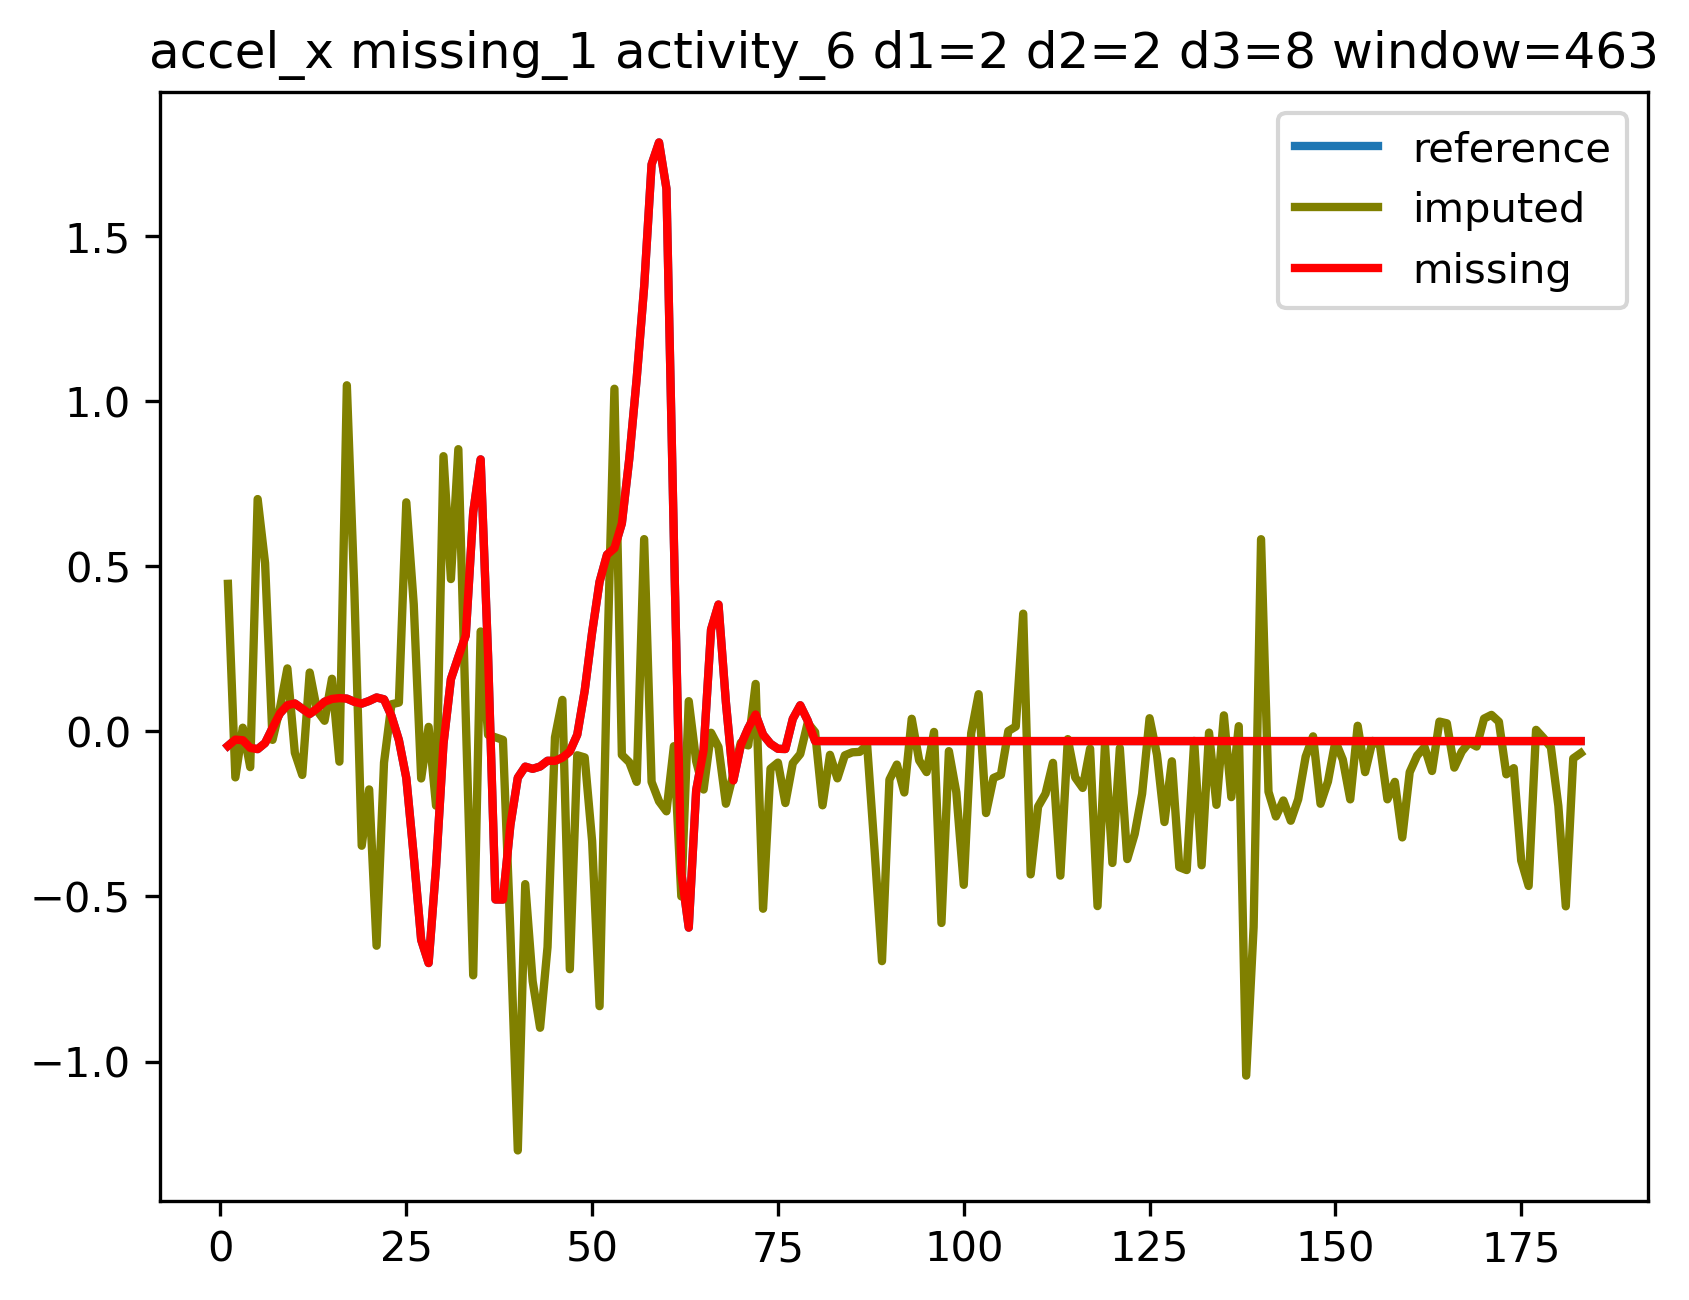 accel_x missing_1 activity_6 d1=2 d2=2 d3=8 window=463
reference
imputed
missing
1.5
1.0
0.5
0.0
−0.5
−1.0
0 25 50 75 100 125 150 175